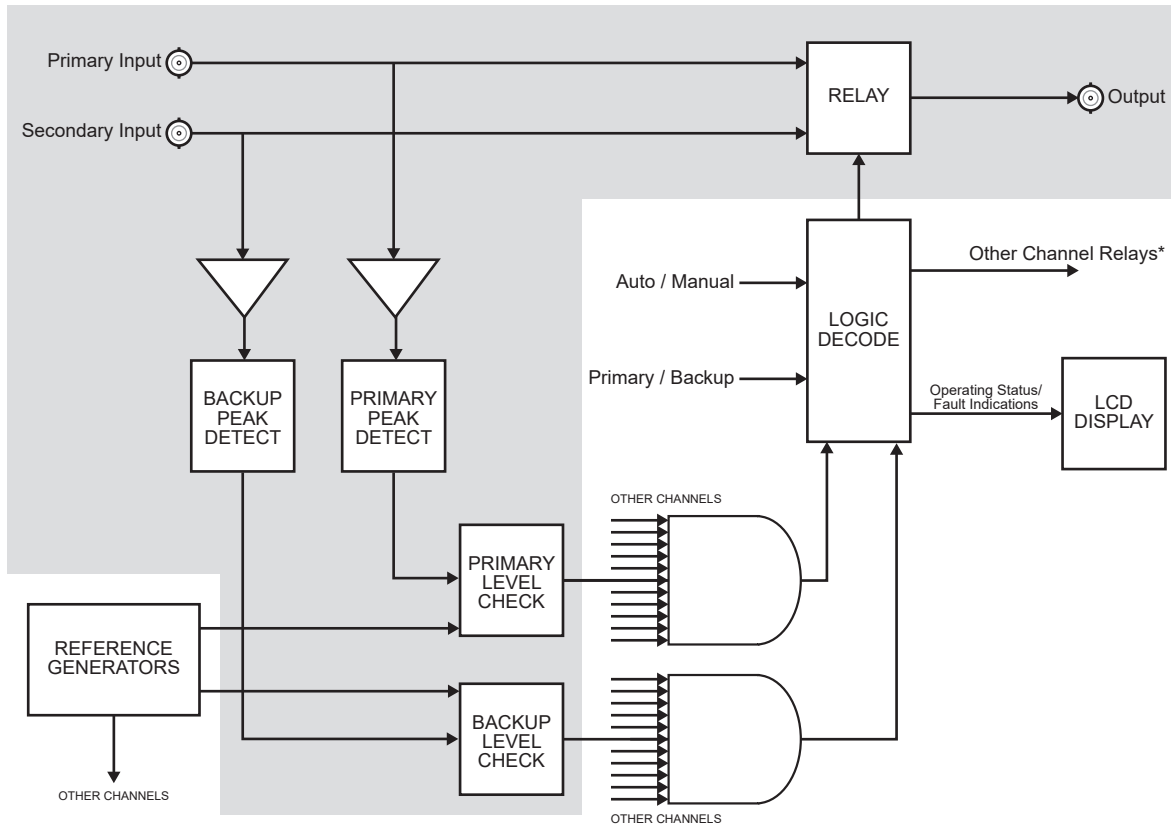 Primary Input
Secondary Input
RELAY
Output
Auto / Manual
Primary / Backup
LOGIC
DECODE
Other Channel Relays*
Operating Status/
Fault Indications
LCD
DISPLAY
BACKUP
PEAK
DETECT
PRIMARY
PEAK
DETECT
OTHER CHANNELS
PRIMARY
LEVEL
CHECK
REFERENCE
GENERATORS
BACKUP
LEVEL
CHECK
OTHER CHANNELS
OTHER CHANNELS